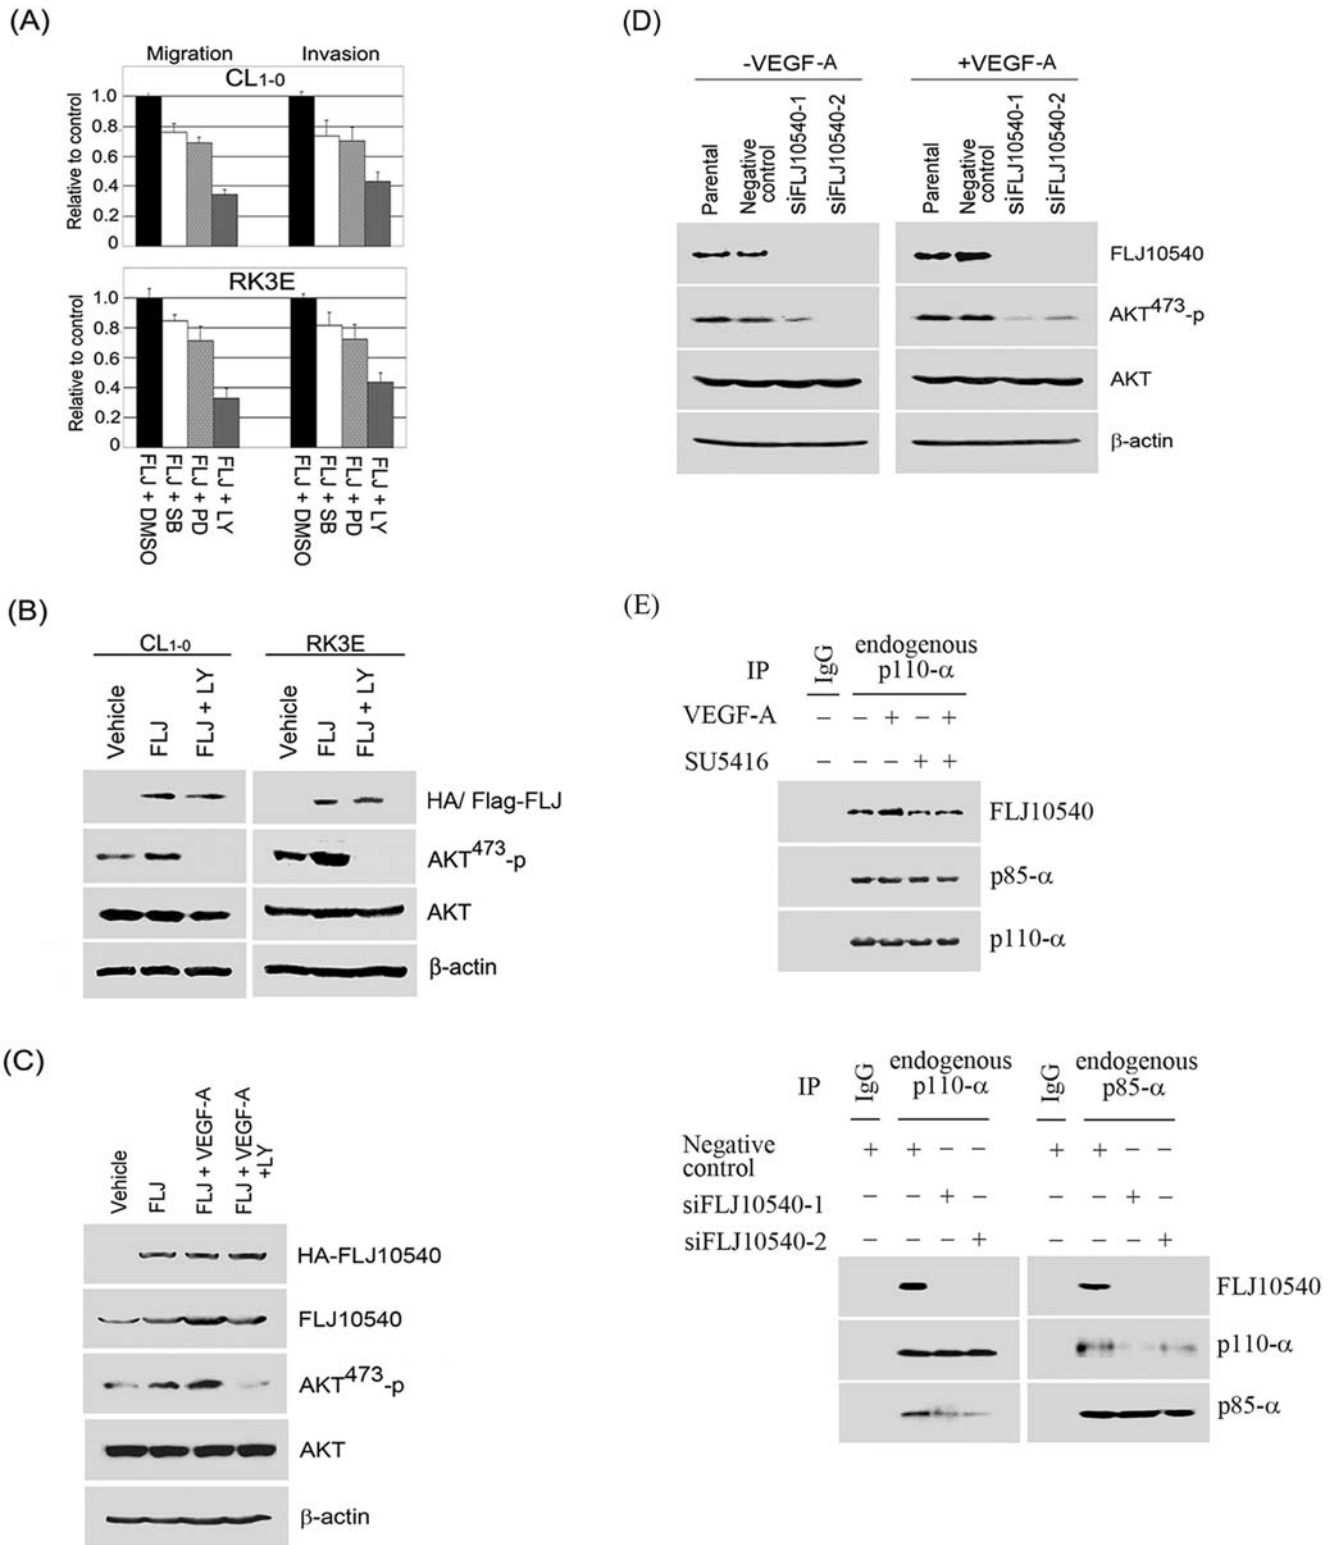 (A)
Migration Invasion
CL1-0
Relative to control
1.0
0.8
0.6
0.4
0.2
0
RK3E
Relative to control
1.0
0.8
0.6
0.4
0.2
0
FLJ + DMSO
FLJ + SB
FLJ + PD
FLJ + LY
FLJ + DMSO
FLJ + SB
FLJ + PD
FLJ + LY
(B)
CL1-0 RK3E
Vehicle
FLJ
FLJ + LY
Vehicle
FLJ
FLJ + LY
HA/ Flag-FLJ
AKT473-p
AKT
β-actin
(C)
Vehicle
FLJ
FLJ + VEGF-A
FLJ + VEGF-A
+LY
HA-FLJ10540
FLJ10540
AKT473-p
AKT
β-actin
(D)
-VEGF-A +VEGF-A
Parental
Negative
control
siFLJ10540-1
siFLJ10540-2
Parental
Negative
control
siFLJ10540-1
siFLJ10540-2
FLJ10540
AKT473-p
AKT
β-actin
(E)
IP IgG endogenous
p110-α
VEGF-A − − + − +
SU5416 − − − + +
FLJ10540
p85-α
p110-α
IP IgG endogenous
p110-α
IgG endogenous
p85-α
Negative
control + + − − + + − −
siFLJ10540-1 − − + − − − + −
siFLJ10540-2 − − − + − − − +
FLJ10540
p110-α
p85-α